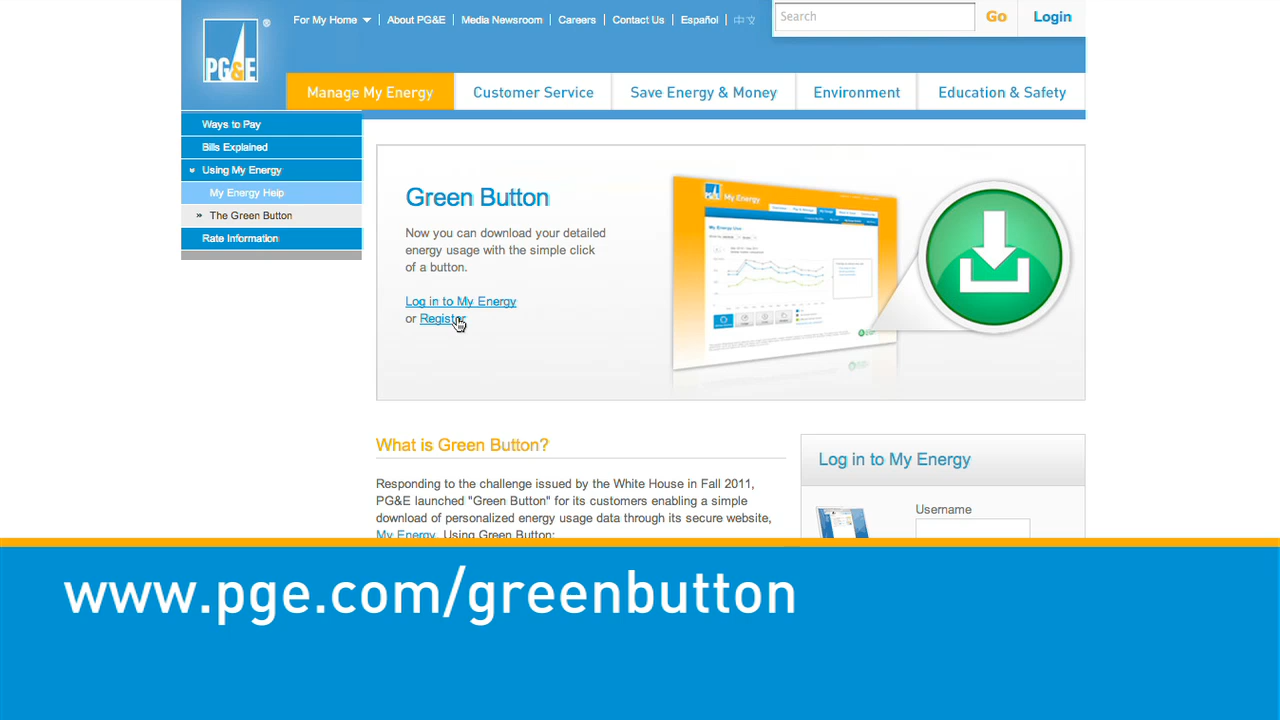 PG&E ®
For My Home
About PG&E
Media Newsroom
Careers
Contact Us
Español
中文
Search
Go
Login
Manage My Energy
Customer Service
Save Energy & Money
Environment
Education & Safety
Ways to Pay
Bills Explained
Using My Energy
My Energy Help
The Green Button
Rate Information
Green Button
Now you can download your detailed
energy usage with the simple click
of a button.
Log in to My Energy
or Register
My Energy
What is Green Button?
Responding to the challenge issued by the White House in Fall 2011,
PG&E launched "Green Button" for its customers enabling a simple
download of personalized energy usage data through its secure website,
My Energy. Using Green Button:
Log in to My Energy
Username
www.pge.com/greenbutton